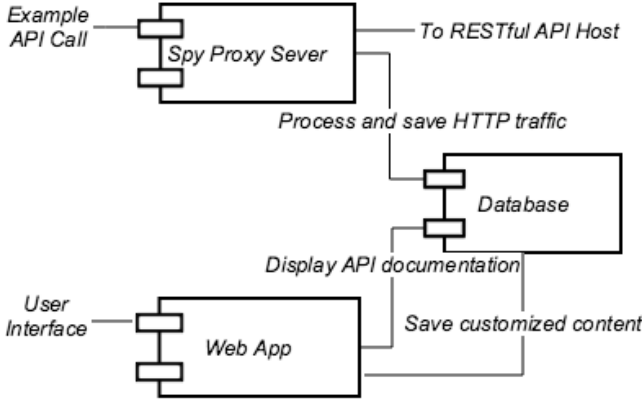 Example
API Call
Spy Proxy Sever
To RESTful API Host
Process and save HTTP traffic
Database
Display API documentation
User
Interface
Web App
Save customized content